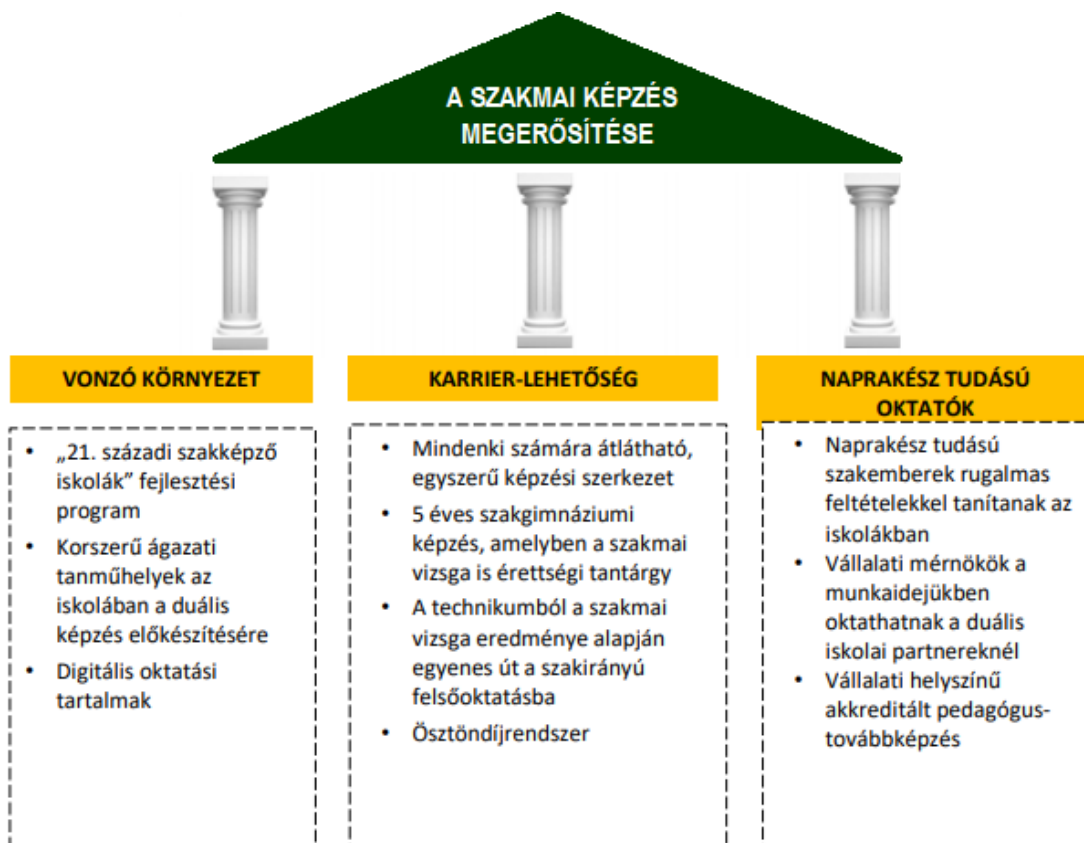 A SZAKMAI KÉPZÉS
MEGERŐSÍTÉSE
VONZÓ KÖRNYEZET
• „21. századi szakképző
iskolák” fejlesztési
program
• Korszerű ágazati
tanműhelyek az
iskolában a duális
képzés előkészítésére
• Digitális oktatási
tartalmak
KARRIER-LEHETŐSÉG
• Mindenki számára átlátható,
egyszerű képzési szerkezet
• 5 éves szakgimnáziumi
képzés, amelyben a szakmai
vizsga is érettségi tantárgy
• A technikumból a szakmai
vizsga eredménye alapján
egyenes út a szakirányú
felsőoktatásba
• Ösztöndíjrendszer
NAPRAKÉSZ TUDÁSÚ
OKTATÓK
• Naprakész tudású
szakemberek rugalmas
feltételekkel tanítanak az
iskolákban
• Vállalati mérnökök a
munkaidejükben
oktathatnak a duális
iskolai partnereknél
• Vállalati helyszínű
akkreditált pedagógus-
továbbképzés